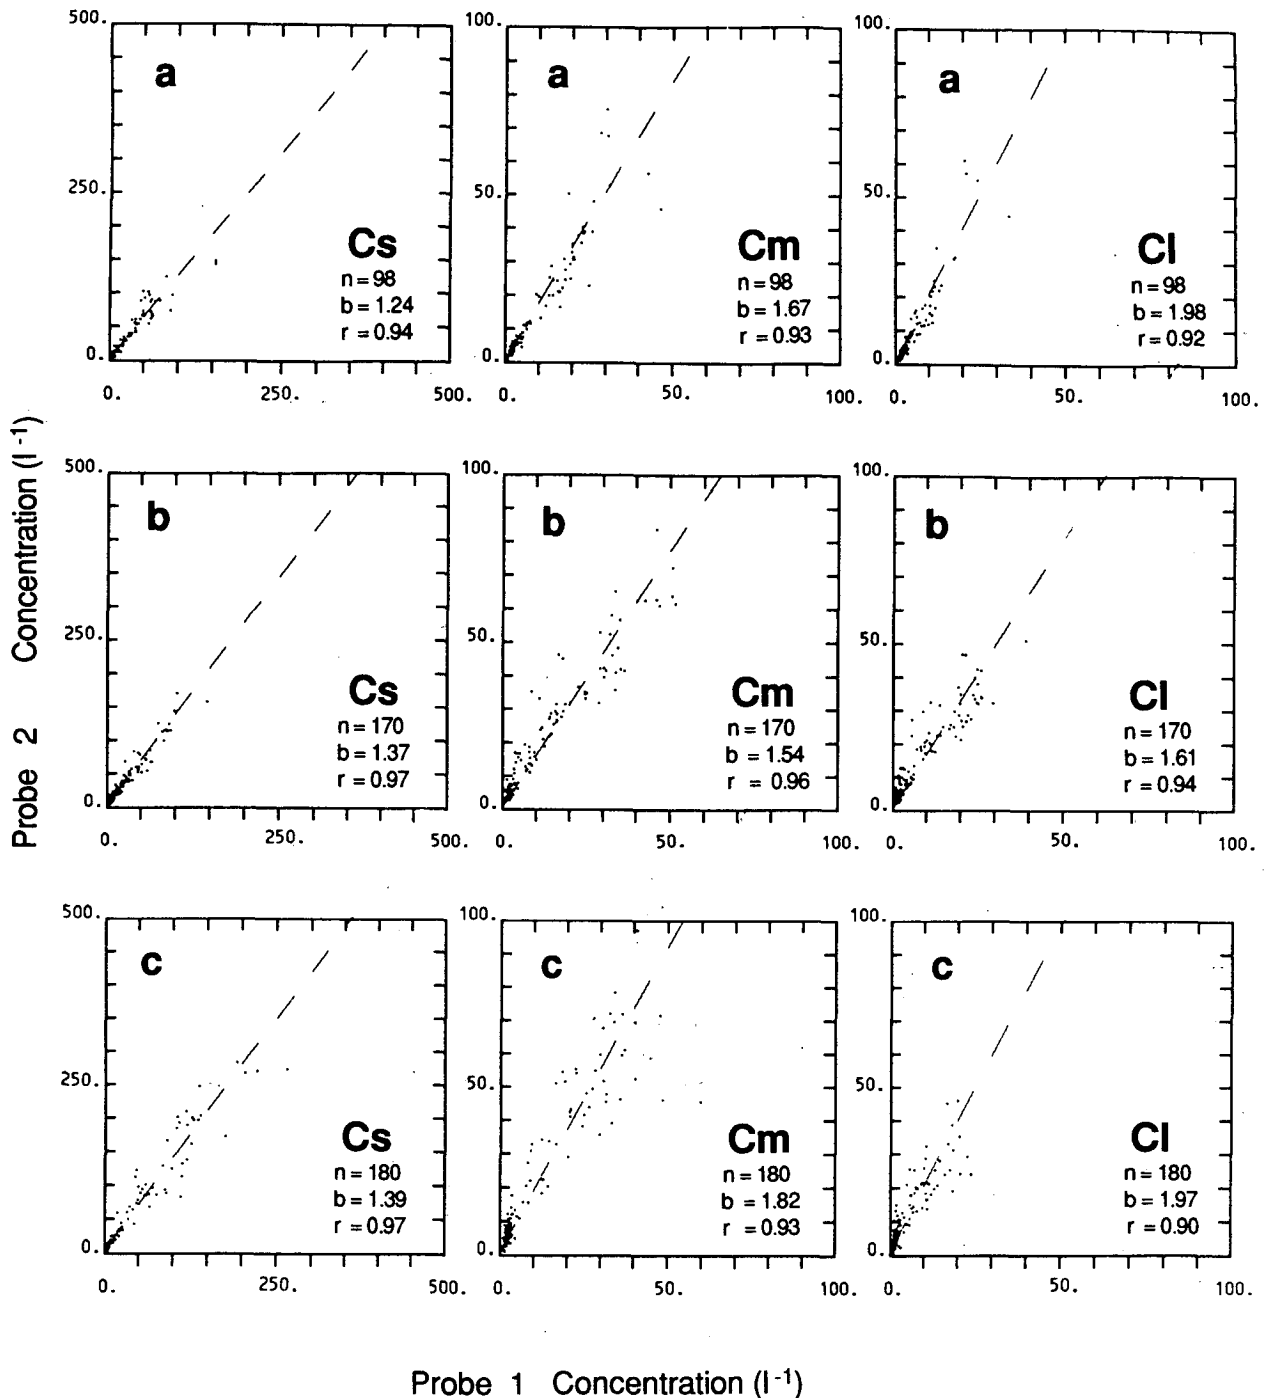 500.
250.
0.
a
Cs
n = 98
b = 1.24
r = 0.94
0. 250. 500.
100.
50.
0.
a
Cm
n = 98
b = 1.67
r = 0.93
0. 50. 100.
100.
50.
0.
a
Cl
n = 98
b = 1.98
r = 0.92
0. 50. 100.
500.
250.
0.
b
Cs
n = 170
b = 1.37
r = 0.97
0. 250. 500.
100.
50.
0.
b
Cm
n = 170
b = 1.54
r = 0.96
0. 50. 100.
100.
50.
0.
b
Cl
n = 170
b = 1.61
r = 0.94
0. 50. 100.
500.
250.
0.
c
Cs
n = 180
b = 1.39
r = 0.97
0. 250. 500.
100.
50.
0.
c
Cm
n = 180
b = 1.82
r = 0.93
0. 50. 100.
100.
50.
0.
c
Cl
n = 180
b = 1.97
r = 0.90
0. 50. 100.
Probe 2 Concentration (l⁻¹)
Probe 1 Concentration (l⁻¹)